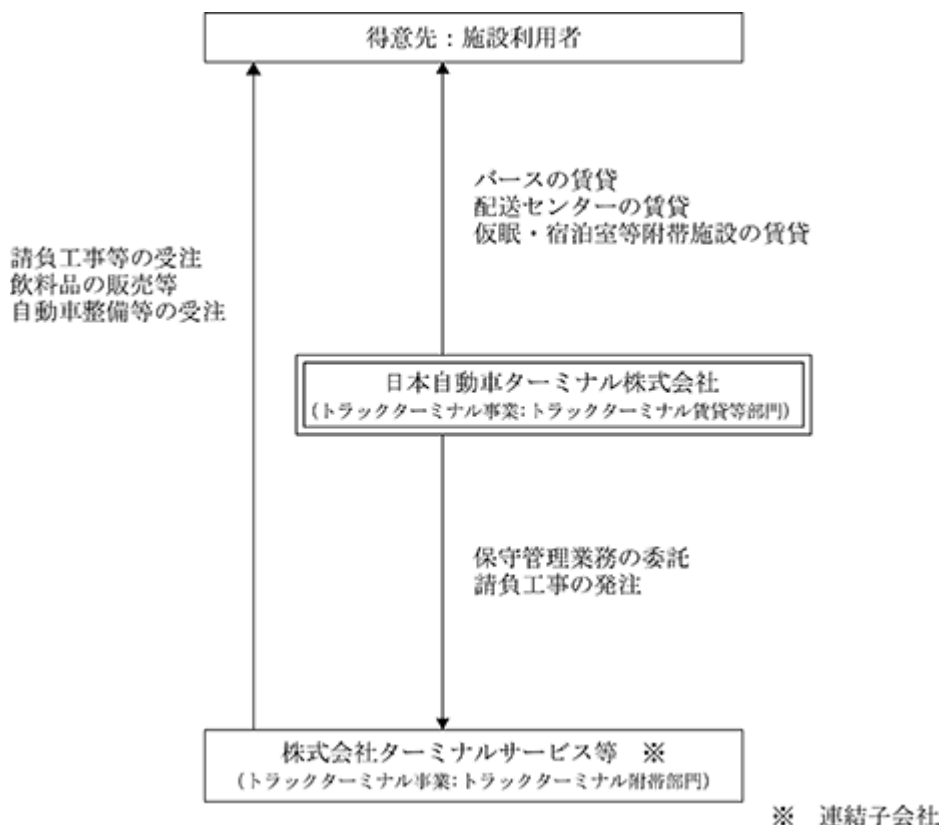 得意先：施設利用者
バースの賃貸
配送センターの賃貸
仮眠・宿泊室等附帯施設の賃貸
請負工事等の受注
飲料品の販売等
自動車整備等の受注
日本自動車ターミナル株式会社
（トラックターミナル事業：トラックターミナル賃貸等部門）
保守管理業務の委託
請負工事の発注
株式会社ターミナルサービス等　※
（トラックターミナル事業：トラックターミナル附帯部門）
※　連結子会社